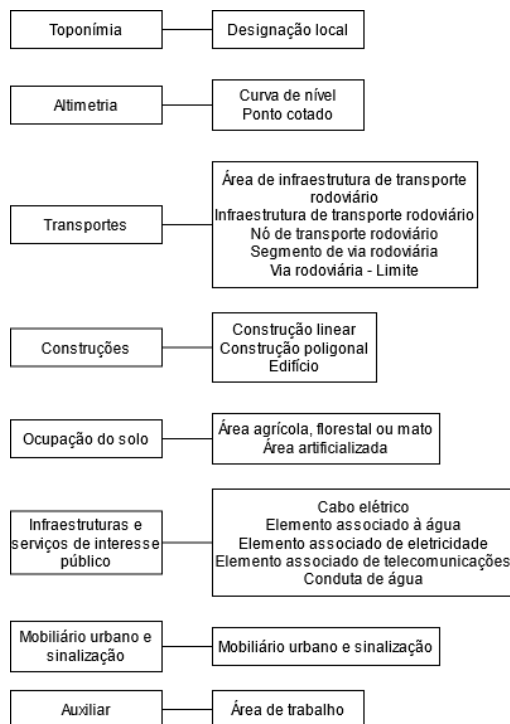 Toponímia
Designação local
Altimetria
Curva de nível
Ponto cotado
Transportes
Área de infraestrutura de transporte
rodoviário
Infraestrutura de transporte rodoviário
Nó de transporte rodoviário
Segmento de via rodoviária
Via rodoviária - Limite
Construções
Construção linear
Construção poligonal
Edifício
Ocupação do solo
Área agrícola, florestal ou mato
Área artificializada
Infraestruturas e
serviços de interesse
público
Cabo elétrico
Elemento associado à água
Elemento associado de eletricidade
Elemento associado de telecomunicações
Conduta de água
Mobiliário urbano e
sinalização
Mobiliário urbano e sinalização
Auxiliar
Área de trabalho